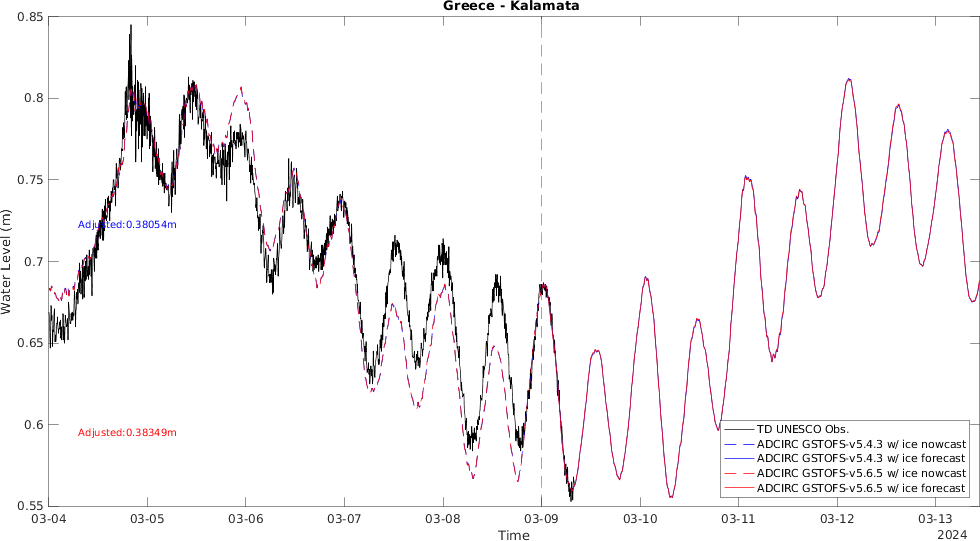 Greece - Kalamata
0.85
0.8
0.75
0.7
0.65
0.6
0.55
Water Level (m)
Adjusted:0.38054m
Adjusted:0.38349m
TD UNESCO Obs.
ADCIRC GSTOFS-v5.4.3 w/ ice nowcast
ADCIRC GSTOFS-v5.4.3 w/ ice forecast
ADCIRC GSTOFS-v5.6.5 w/ ice nowcast
ADCIRC GSTOFS-v5.6.5 w/ ice forecast
03-04 03-05 03-06 03-07 03-08 03-09 03-10 03-11 03-12 03-13
Time
2024